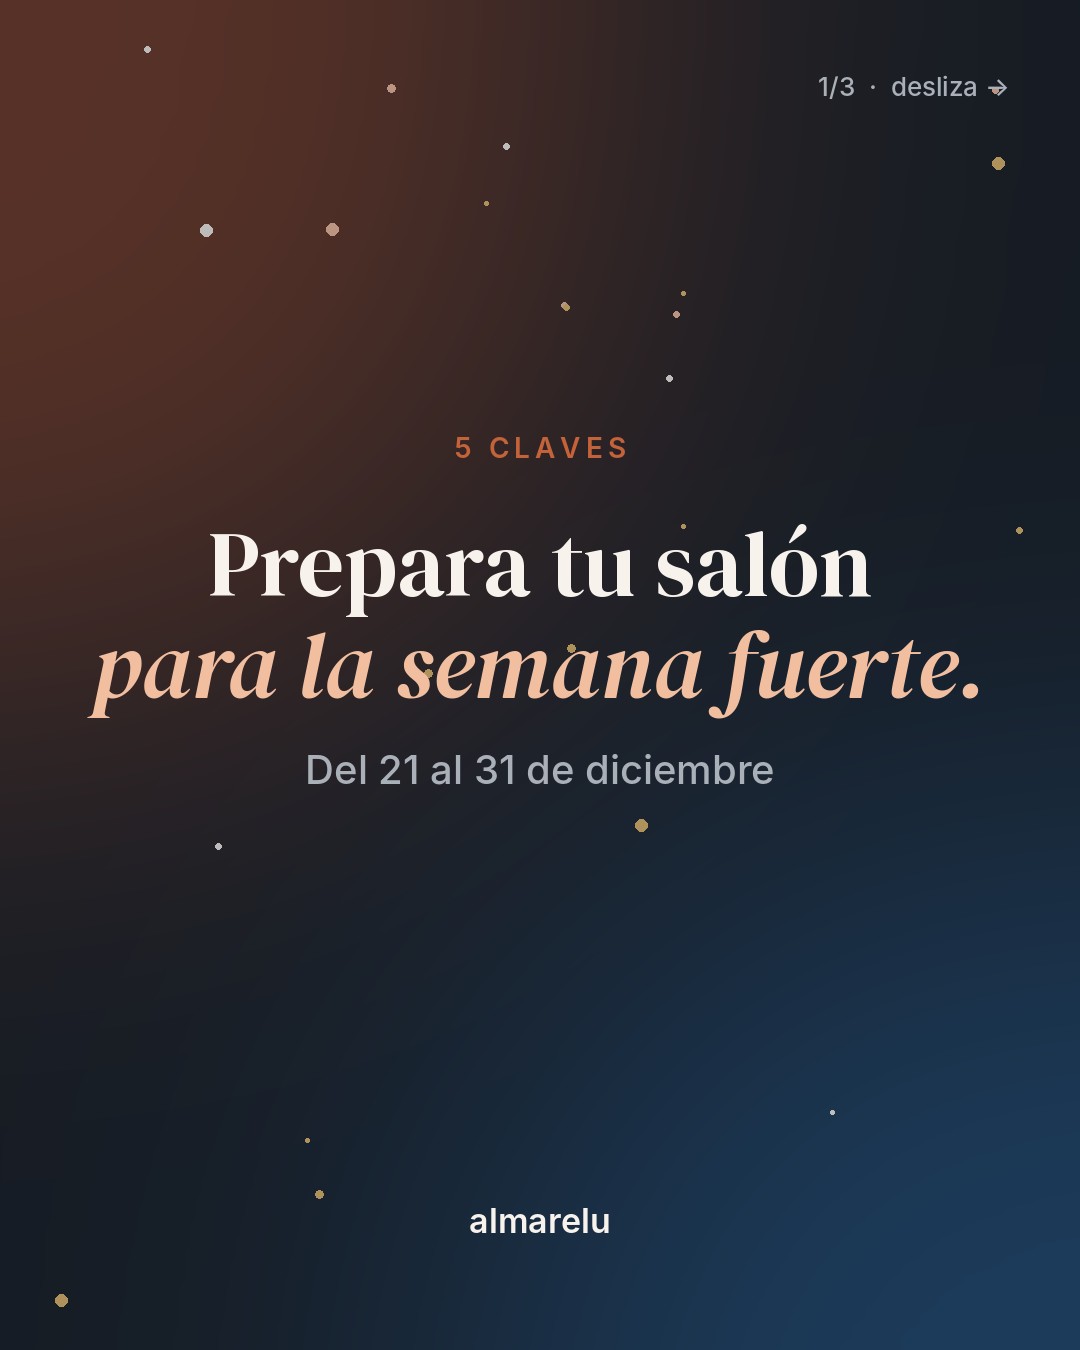 1/3 · desliza →
5 CLAVES
Prepara tu salón
para la semana fuerte.
Del 21 al 31 de diciembre
almarelu